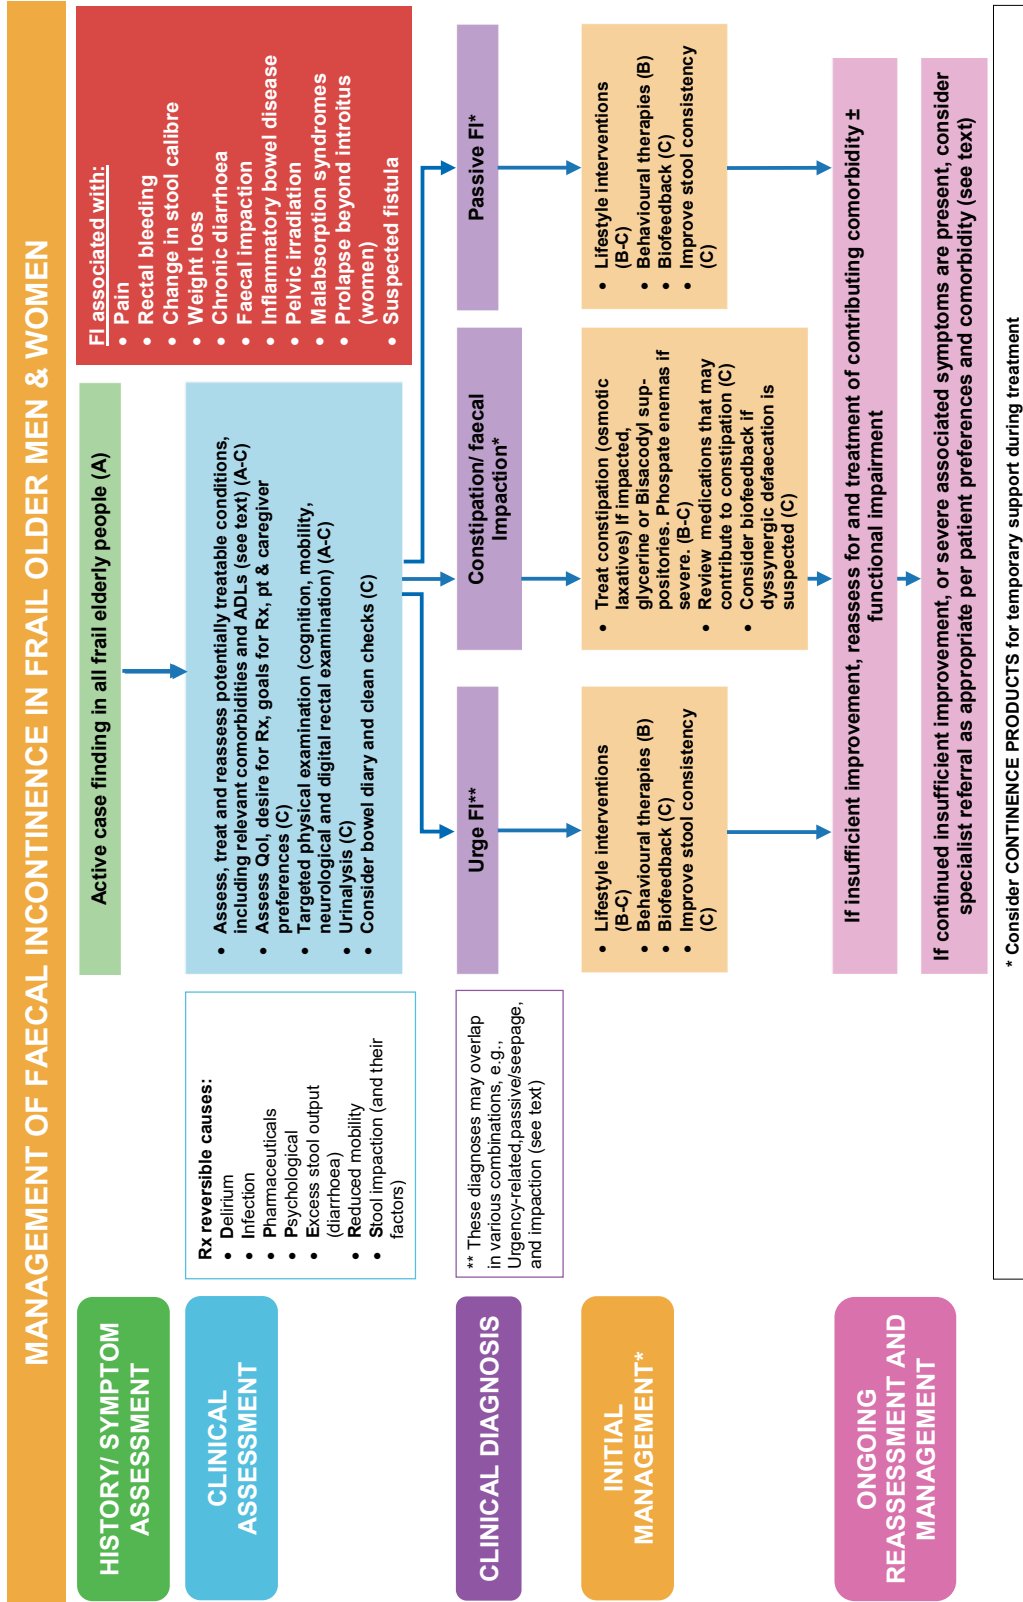 MANAGEMENT OF FAECAL INCONTINENCE IN FRAIL OLDER MEN & WOMEN
HISTORY/ SYMPTOM
ASSESSMENT
Active case finding in all frail elderly people (A)
FI associated with:
• Pain
• Rectal bleeding
• Change in stool calibre
• Weight loss
• Chronic diarrhoea
• Faecal impaction
• Inflammatory bowel disease
• Pelvic irradiation
• Malabsorption syndromes
• Prolapse beyond introitus
(women)
• Suspected fistula
CLINICAL
ASSESSMENT
Rx reversible causes:
• Delirium
• Infection
• Pharmaceuticals
• Psychological
• Excess stool output
(diarrhoea)
• Reduced mobility
• Stool impaction (and their
factors)
• Assess, treat and reassess potentially treatable conditions,
including relevant comorbidities and ADLs (see text) (A-C)
• Assess Qol, desire for Rx, goals for Rx, pt & caregiver
preferences (C)
• Targeted physical examination (cognition, mobility,
neurological and digital rectal examination) (A-C)
• Urinalysis (C)
• Consider bowel diary and clean checks (C)
CLINICAL DIAGNOSIS
** These diagnoses may overlap
in various combinations, e.g.,
Urgency-related,passive/seepage,
and impaction (see text)
Urge FI**
Constipation/ faecal
Impaction*
Passive FI*
INITIAL
MANAGEMENT*
• Lifestyle interventions
(B-C)
• Behavioural therapies (B)
• Biofeedback (C)
• Improve stool consistency
(C)
• Treat constipation (osmotic
laxatives) If impacted,
glycerine or Bisacodyl sup-
positories. Phospate enemas if
severe. (B-C)
• Review medications that may
contribute to constipation (C)
• Consider biofeedback if
dyssynergic defaecation is
suspected (C)
• Lifestyle interventions
(B-C)
• Behavioural therapies (B)
• Biofeedback (C)
• Improve stool consistency
(C)
ONGOING
REASSESSMENT AND
MANAGEMENT
If insufficient improvement, reassess for and treatment of contributing comorbidity ±
functional impairment
If continued insufficient improvement, or severe associated symptoms are present, consider
specialist referral as appropriate per patient preferences and comorbidity (see text)
* Consider CONTINENCE PRODUCTS for temporary support during treatment